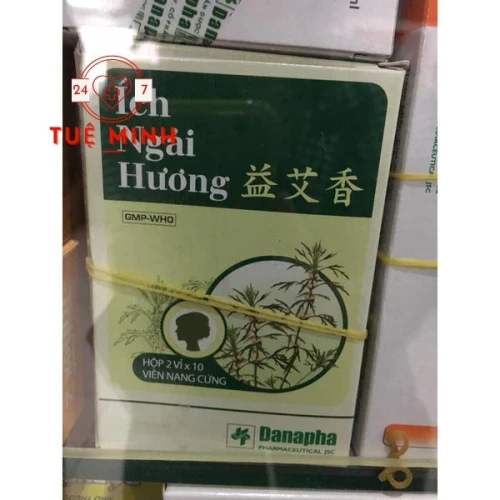 Danapha
24 7
TUỆ MINH
Ích
Ngải
Hương 益艾香
GMP-WHO
HỘP 2 VỈ x 10
VIÊN NANG CỨNG
Danapha
PHARMACEUTICAL JSC